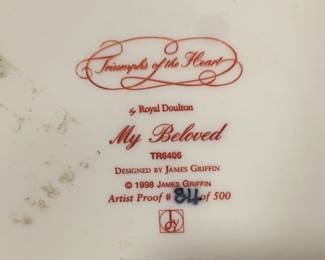 Triumphs of the Heart
by Royal Doulton
My Beloved
TR6406
DESIGNED BY JAMES GRIFFIN
© 1998 JAMES GRIFFIN
Artist Proof # 84 of 500